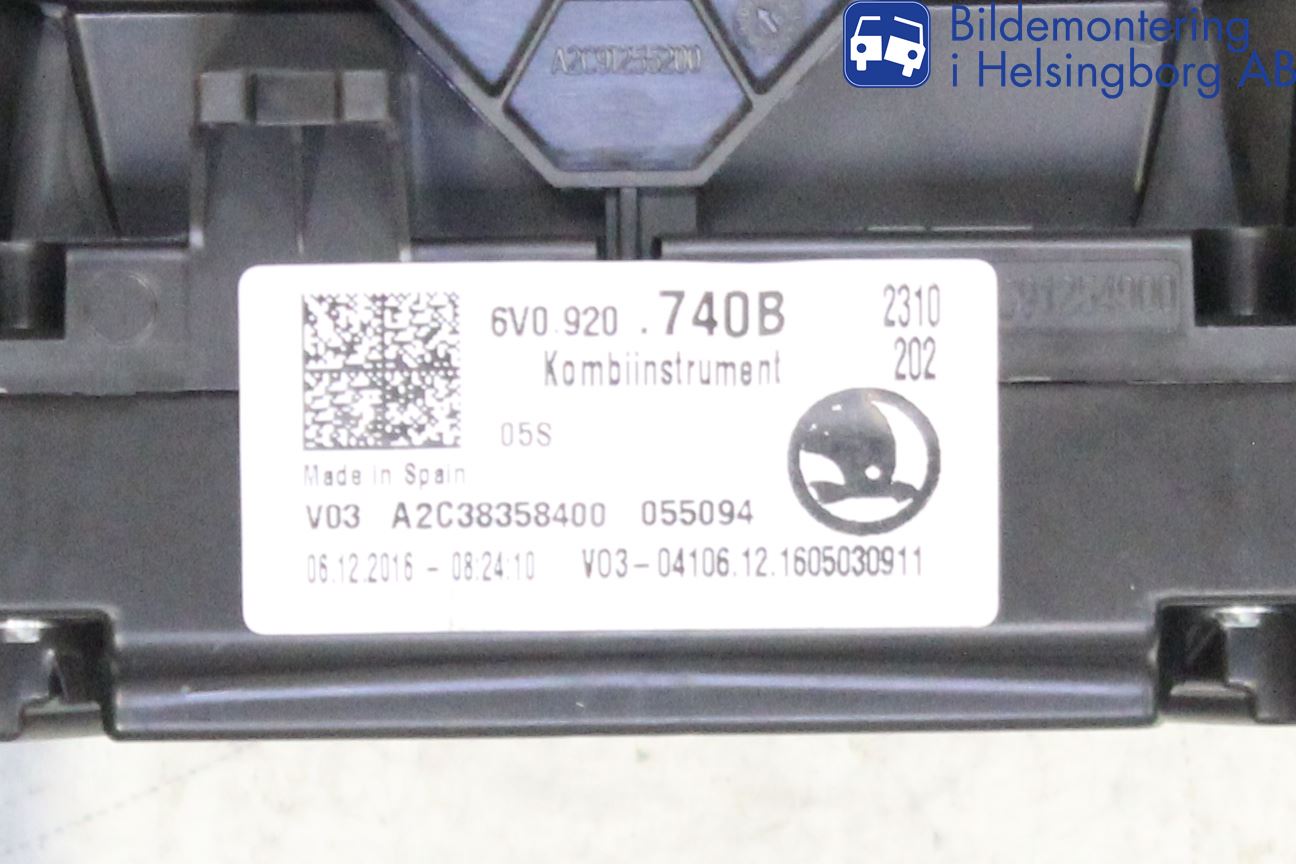 Bildemontering
i Helsingborg AB
A2C91255200
6V0.920 .740B 2310
Kombiinstrument 202
05S
Made in Spain
V03 A2C38358400 055094
06.12.2016 - 08:24:10 V03-04106.12.1605030911